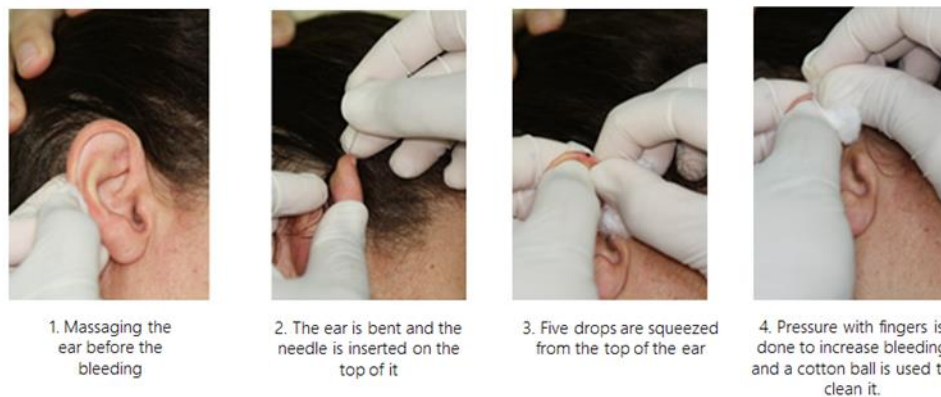 1. Massaging the
ear before the
bleeding
2. The ear is bent and the
needle is inserted on the
top of it
3. Five drops are squeezed
from the top of the ear
4. Pressure with fingers is
done to increase bleeding
and a cotton ball is used t
clean it.